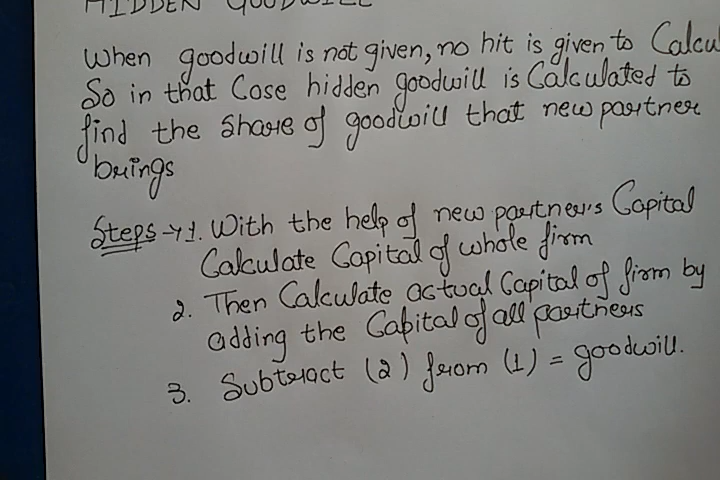 HIDDEN GOODWILL
When goodwill is not given, no hit is given to Calcu
So in that Case hidden goodwill is Calculated to
find the Share of goodwill that new partner
brings
Steps → 1. With the help of new partner's Capital
Calculate Capital of whole firm
2. Then Calculate actual Capital of firm by
adding the Capital of all partners
3. Subtract (2) from (1) = goodwill.